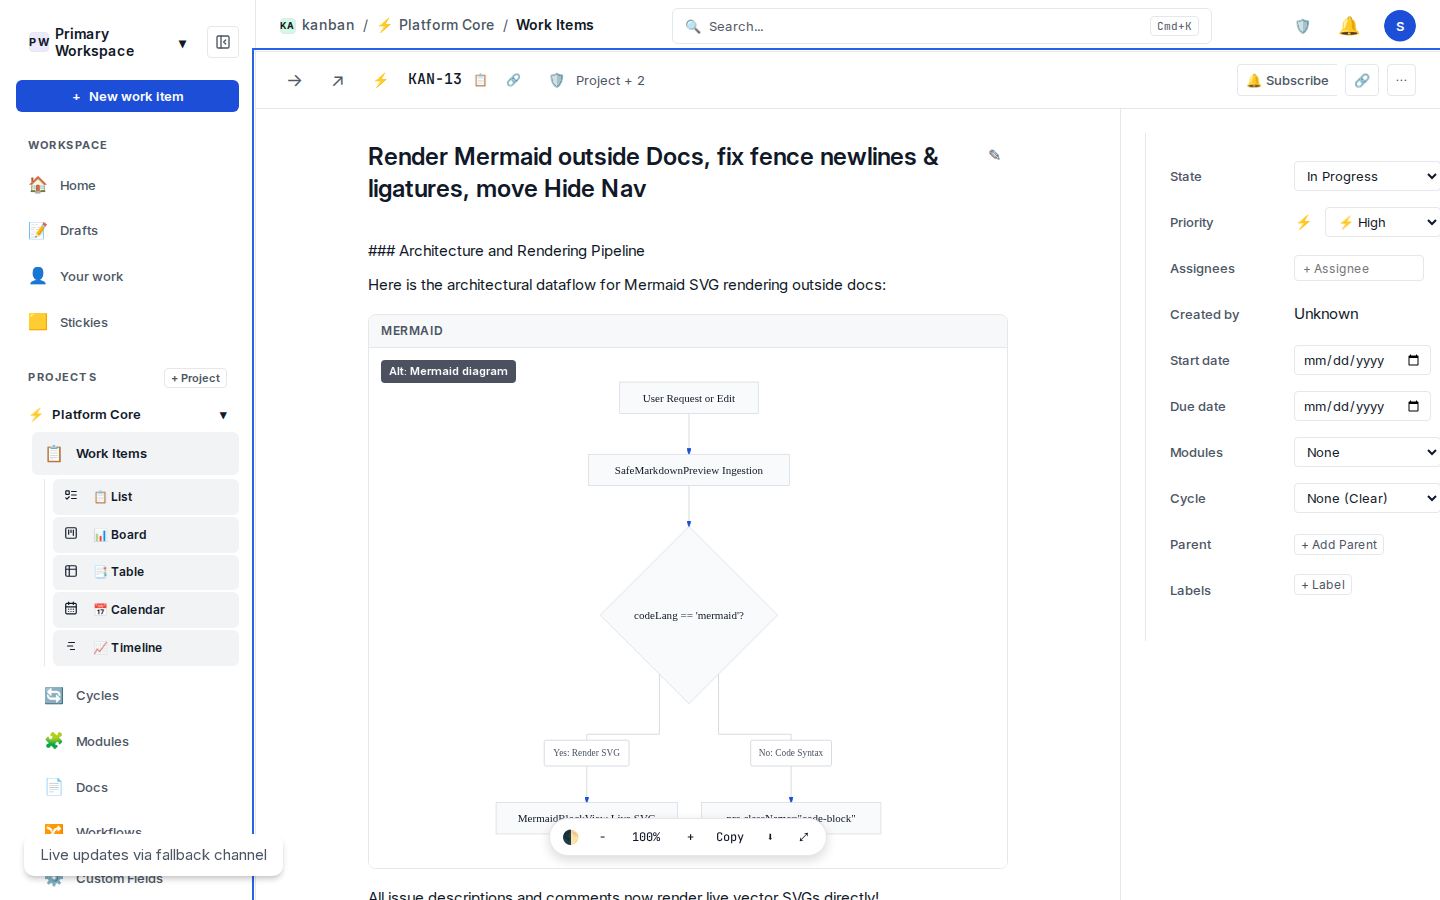 PW Primary Workspace ▼
+ New work item
WORKSPACE
🏠 Home
📝 Drafts
👤 Your work
🟨 Stickies
PROJECTS + Project
⚡ Platform Core ▼
📋 Work Items
📋 List
📊 Board
📑 Table
📅 Calendar
📈 Timeline
🔄 Cycles
🧩 Modules
📄 Docs
🔀 Workflows
Live updates via fallback channel
⚙️ Custom Fields
KA kanban / ⚡ Platform Core / Work Items
🔍 Search... Cmd+K
🛡️ 🔔 S
→ ↗ ⚡ KAN-13 📋 🔗 🛡️ Project + 2
🔔 Subscribe 🔗 ···
Render Mermaid outside Docs, fix fence newlines & ✎
ligatures, move Hide Nav
### Architecture and Rendering Pipeline
Here is the architectural dataflow for Mermaid SVG rendering outside docs:
MERMAID
Alt: Mermaid diagram
User Request or Edit
SafeMarkdownPreview Ingestion
codeLang == 'mermaid'?
Yes: Render SVG
No: Code Syntax
MermaidBlockView Live SVG
pre.className="code-block"
🌓 - 100% + Copy ⬇ ⤢
All issue descriptions and comments now render live vector SVGs directly!
State In Progress
Priority ⚡ ⚡ High
Assignees + Assignee
Created by Unknown
Start date mm/dd/yyyy
Due date mm/dd/yyyy
Modules None
Cycle None (Clear)
Parent + Add Parent
Labels + Label